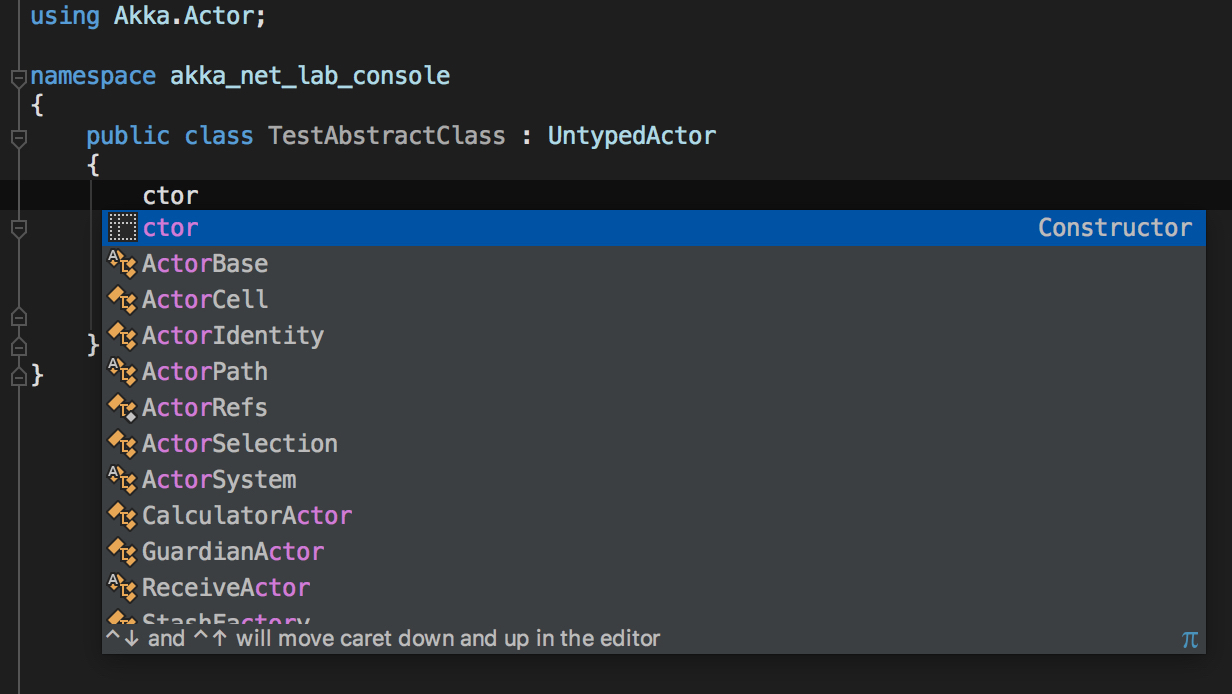 using Akka.Actor;
namespace akka_net_lab_console
{
public class TestAbstractClass : UntypedActor
{
ctor
ctor Constructor
ActorBase
ActorCell
ActorIdentity
ActorPath
ActorRefs
ActorSelection
ActorSystem
CalculatorActor
GuardianActor
ReceiveActor
StashFactory
^↓ and ^↑ will move caret down and up in the editor π
}
}